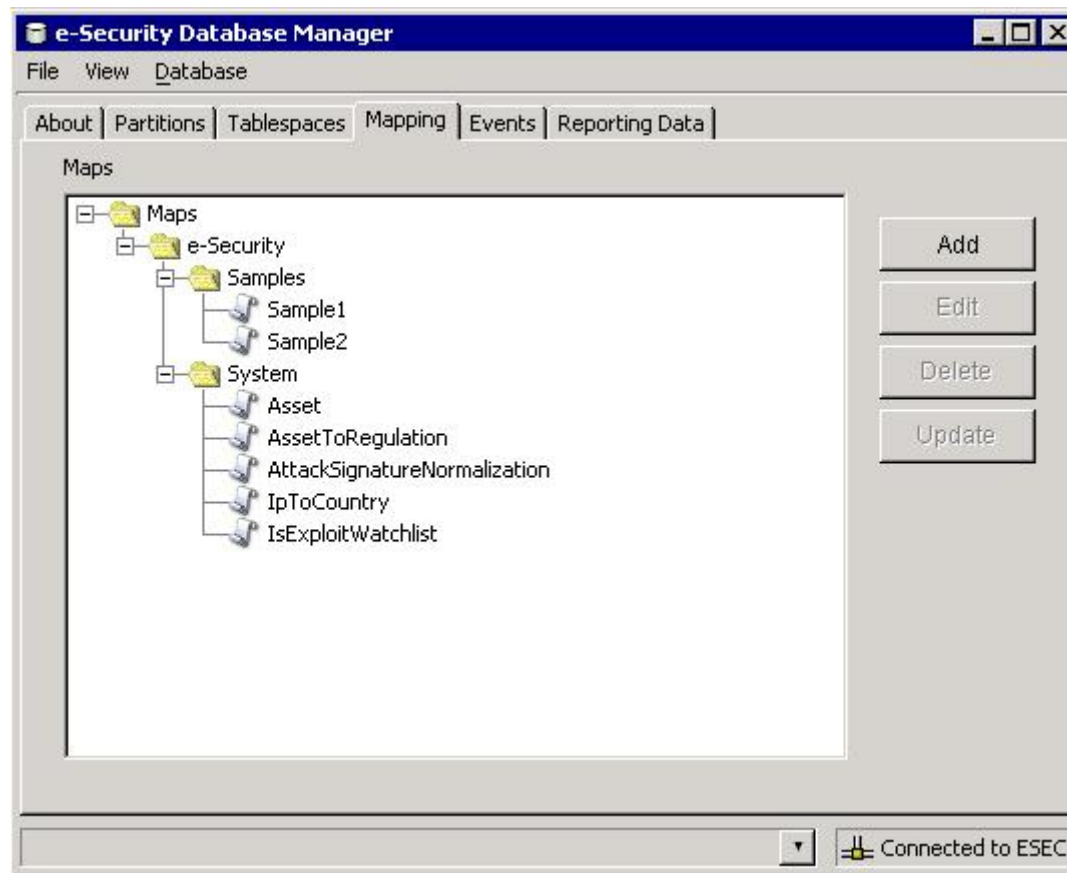 e-Security Database Manager
File View Database
About Partitions Tablespaces Mapping Events Reporting Data
Maps
Maps
e-Security
Samples
Sample1
Sample2
System
Asset
AssetToRegulation
AttackSignatureNormalization
IpToCountry
IsExploitWatchlist
Add
Edit
Delete
Update
Connected to ESEC